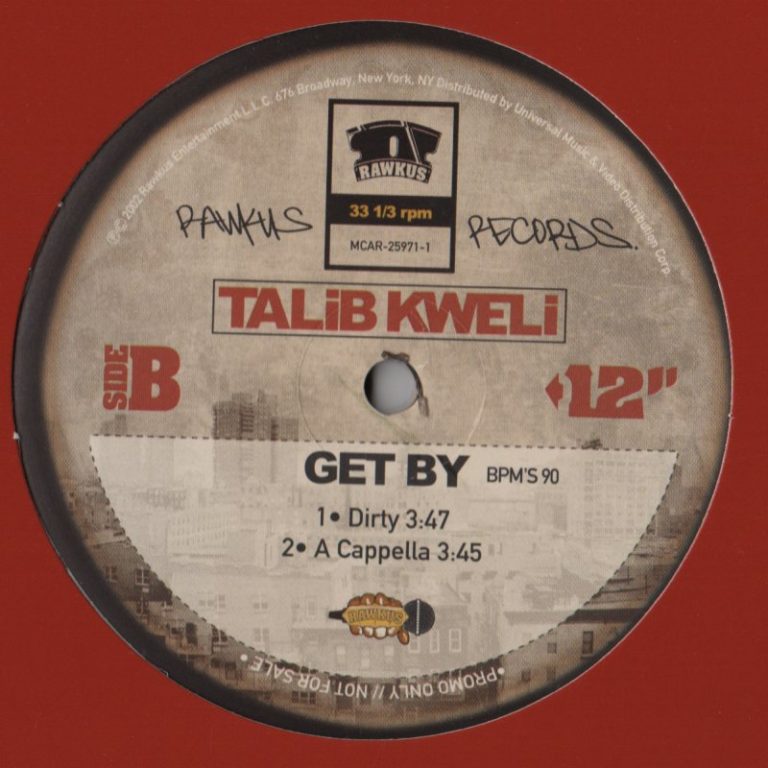 ℗ © 2002 Rawkus Entertainment L.L.C. 676 Broadway, New York, NY Distributed by Universal Music & Video Distribution Corp.
RAWKUS
33 1/3 rpm
MCAR-25971-1
RAWKUS RECORDS.
TALiB KWELi
SIDE B
12"
GET BY BPM'S 90
1• Dirty 3:47
2• A Cappella 3:45
RAWKUS
• PROMO ONLY // NOT FOR SALE •